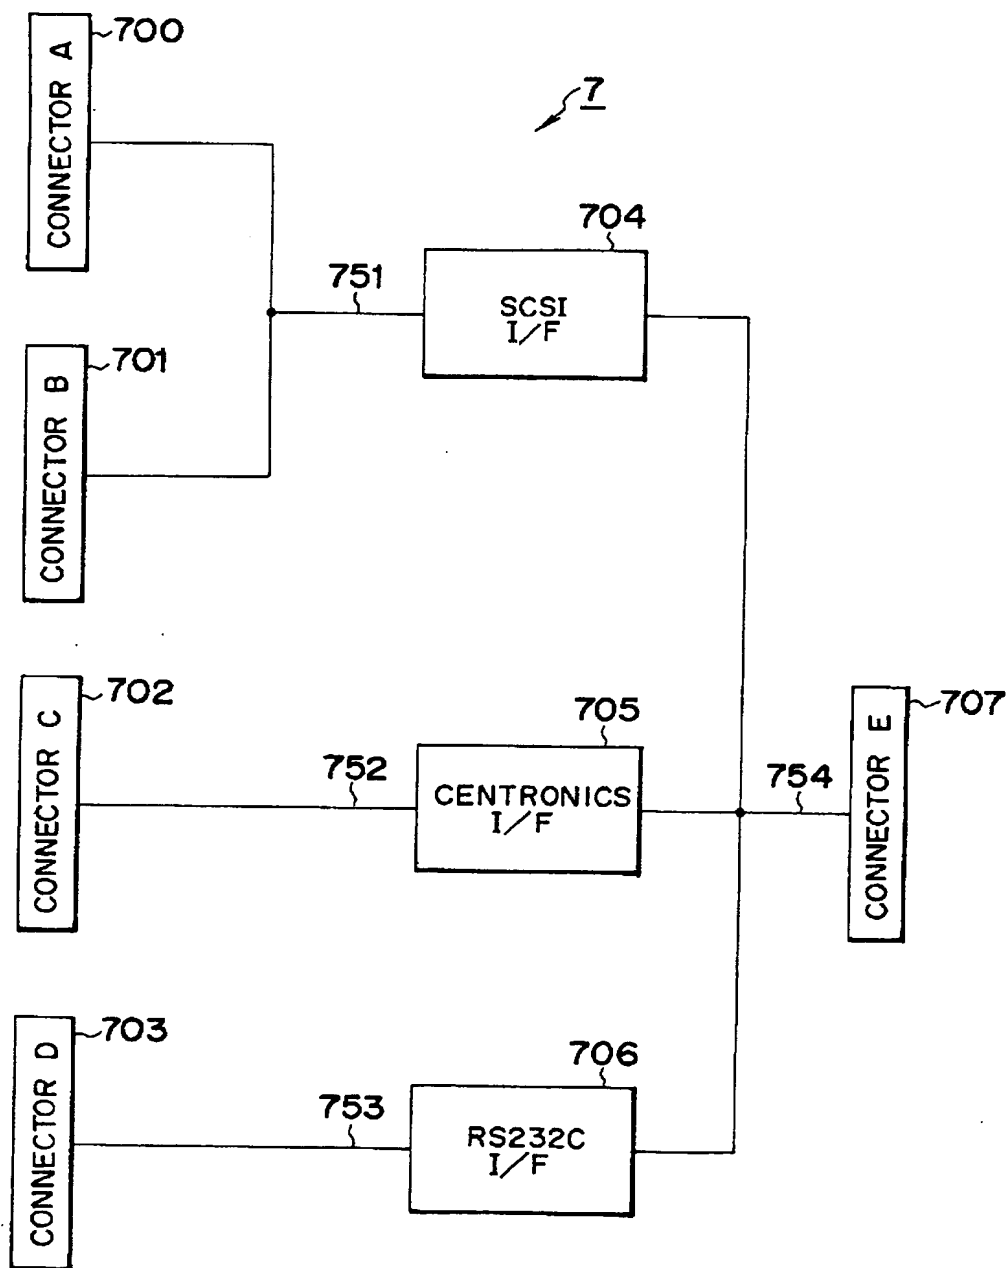 700
CONNECTOR A
7
704
SCSI
I/F
751
701
CONNECTOR B
702
CONNECTOR C
705
CENTRONICS
I/F
752
707
CONNECTOR E
754
703
CONNECTOR D
706
RS232C
I/F
753